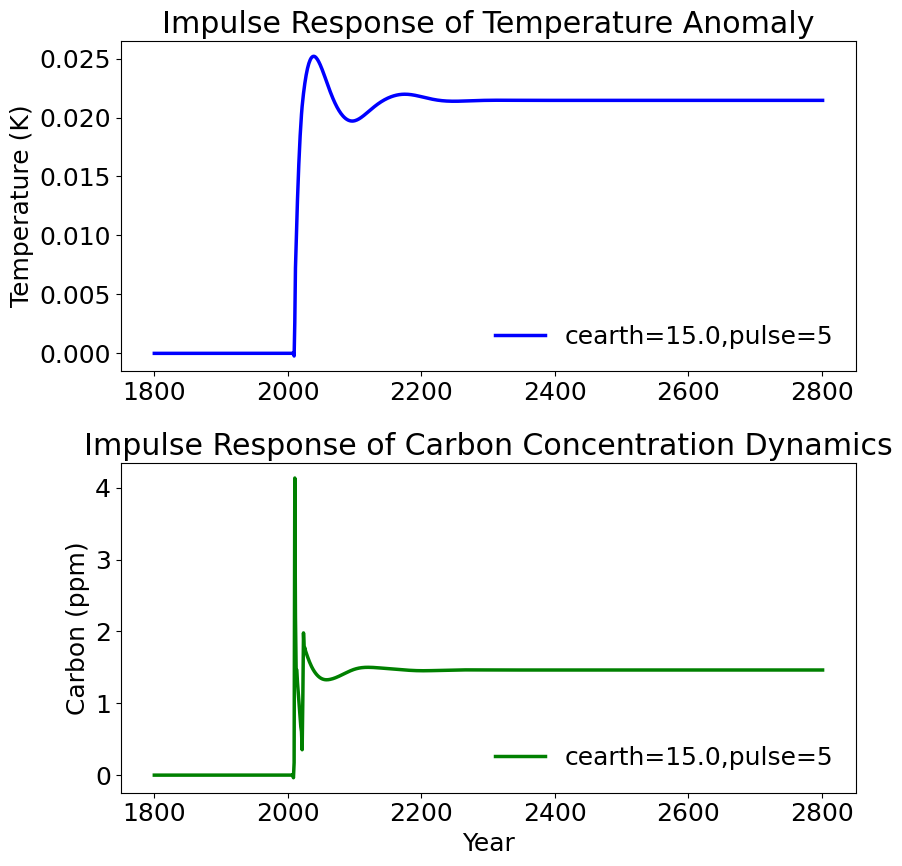 Impulse Response of Temperature Anomaly
0.025
0.020
0.015
0.010
0.005
0.000
Temperature (K)
cearth=15.0,pulse=5
1800 2000 2200 2400 2600 2800
Impulse Response of Carbon Concentration Dynamics
4
3
2
1
0
Carbon (ppm)
cearth=15.0,pulse=5
1800 2000 2200 2400 2600 2800
Year